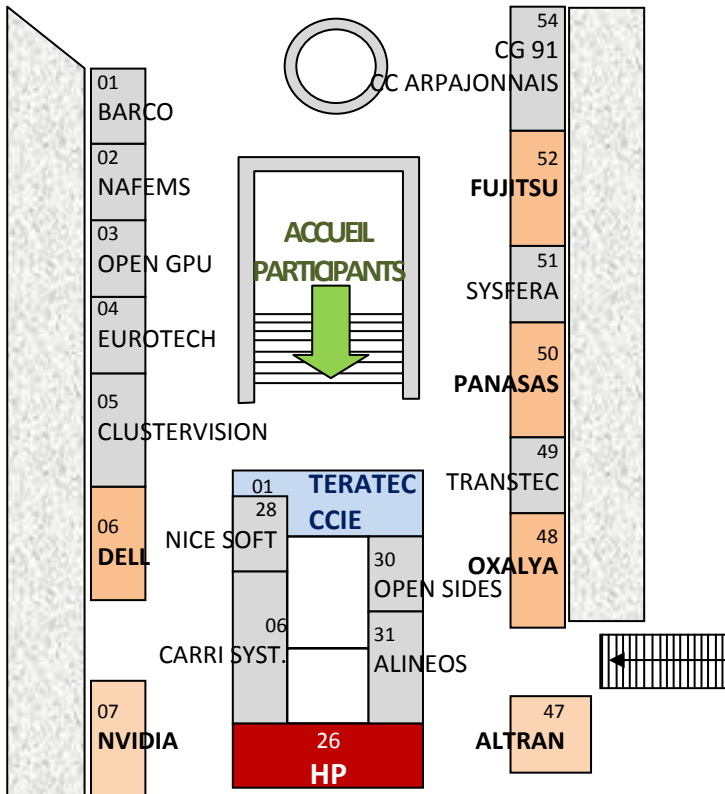 01
BARCO
02
NAFEMS
03
OPEN GPU
04
EUROTECH
05
CLUSTERVISION
06
DELL
07
NVIDIA
ACCUEIL
PARTICIPANTS
01
TERATEC
CCIE
28
NICE SOFT
06
CARRI SYST.
30
OPEN SIDES
31
ALINEOS
26
HP
54
CG 91
CC ARPAJONNAIS
52
FUJITSU
51
SYSFERA
50
PANASAS
49
TRANSTEC
48
OXALYA
47
ALTRAN